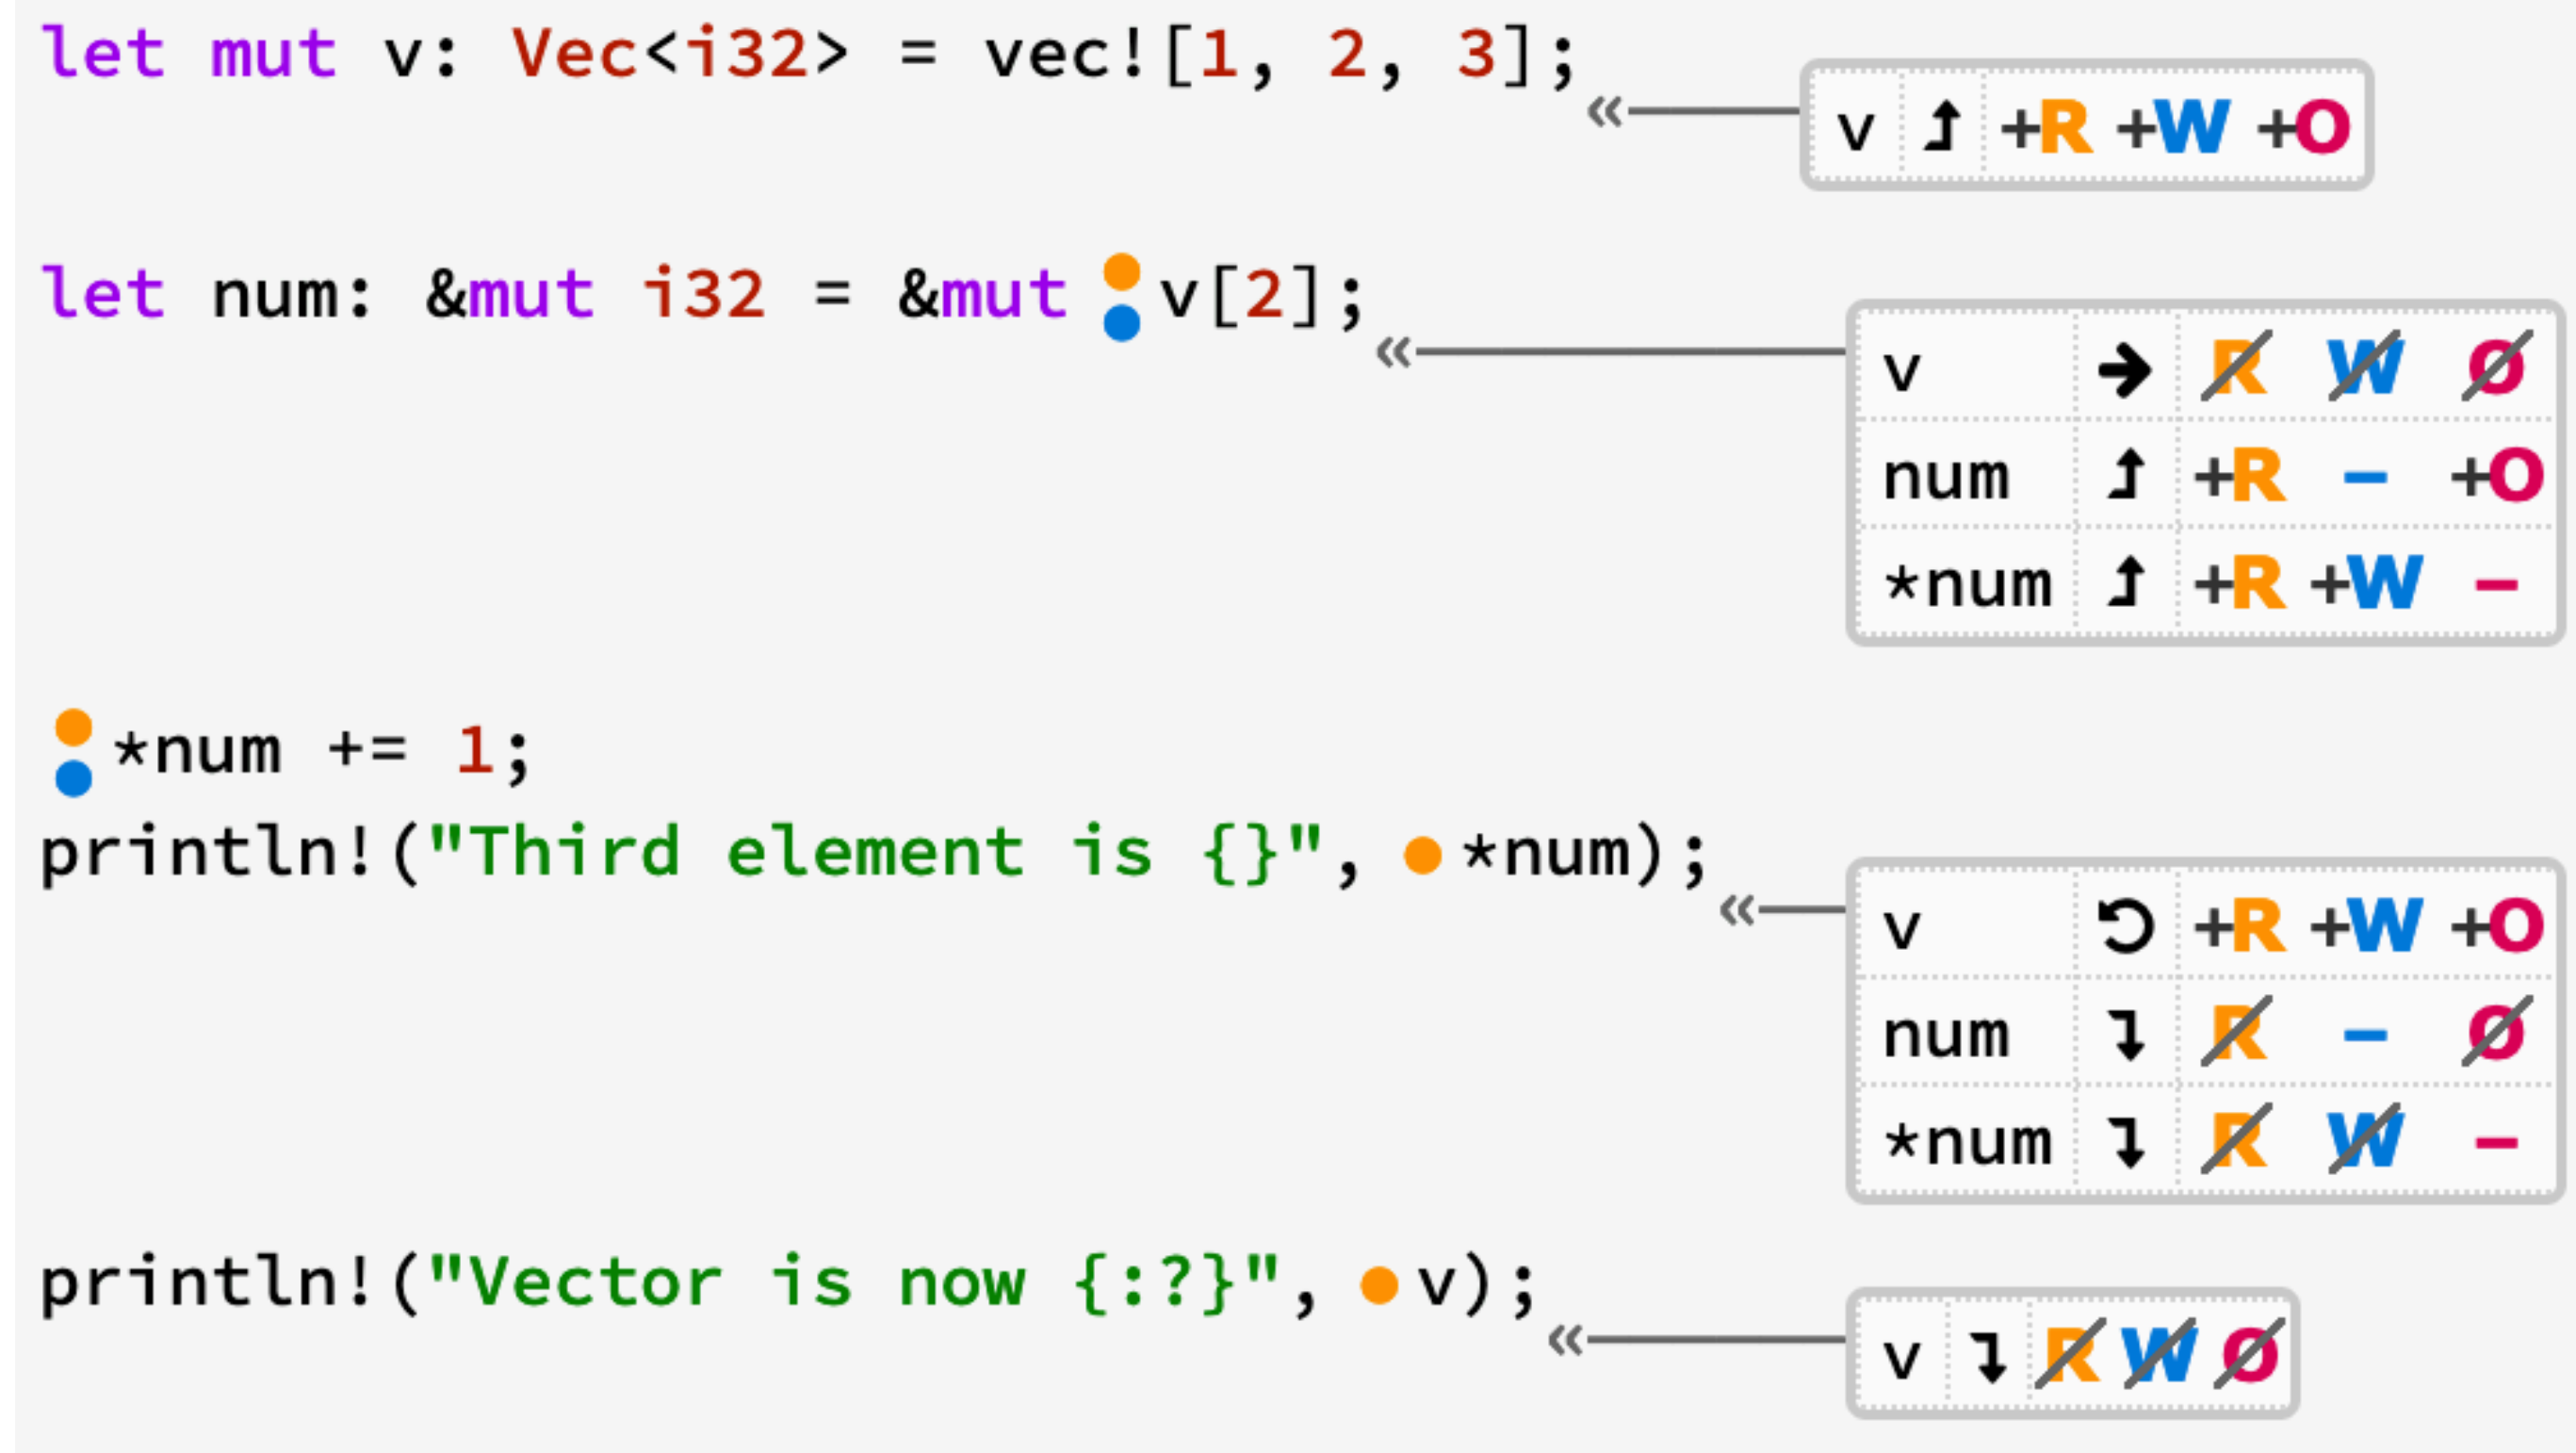 let mut v: Vec<i32> = vec![1, 2, 3];
« v ⮥ +R +W +O
let num: &mut i32 = &mut v[2];
« v → R W O
num ⮥ +R - +O
*num ⮥ +R +W -
*num += 1;
println!("Third element is {}", *num);
« v ↺ +R +W +O
num ↴ R - O
*num ↴ R W -
println!("Vector is now {:?}", v);
« v ↴ R W O